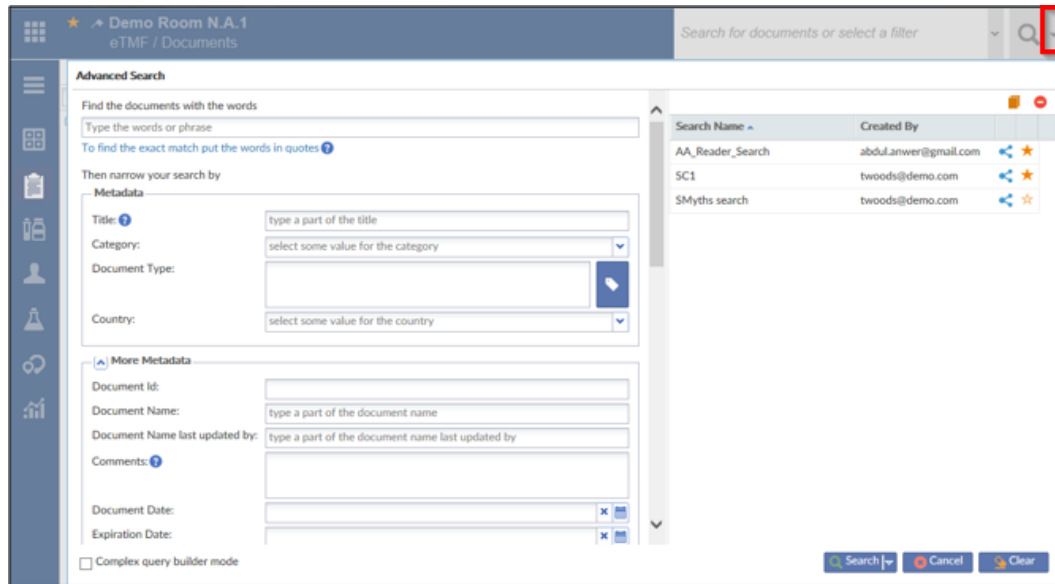 Demo Room N.A.1
eTMF / Documents
Search for documents or select a filter
Advanced Search
Find the documents with the words
Type the words or phrase
To find the exact match put the words in quotes ?
Then narrow your search by
Metadata
Title: ?
type a part of the title
Category:
select some value for the category
Document Type:
Country:
select some value for the country
More Metadata
Document Id:
Document Name:
type a part of the document name
Document Name last updated by:
type a part of the document name last updated by
Comments: ?
Document Date:
Expiration Date:
Complex query builder mode
Search Name Created By
AA_Reader_Search abdul.anwer@gmail.com
SC1 twoods@demo.com
SMyths search twoods@demo.com
Search Cancel Clear